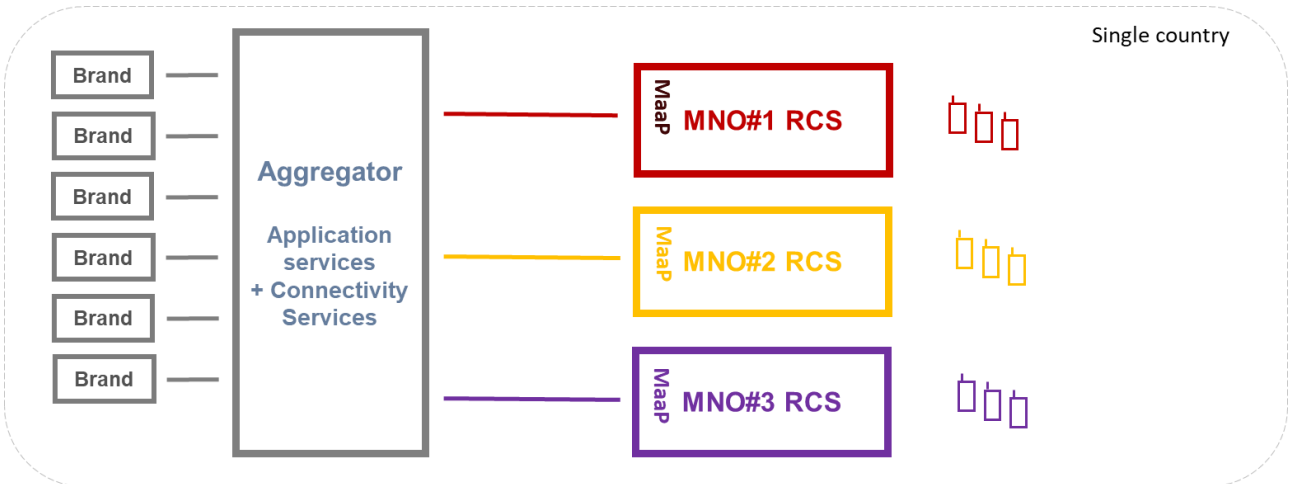 Single country
Brand
Brand
Brand
Brand
Brand
Brand
Aggregator
Application
services
+ Connectivity
Services
MaaP
MNO#1 RCS
MaaP
MNO#2 RCS
MaaP
MNO#3 RCS